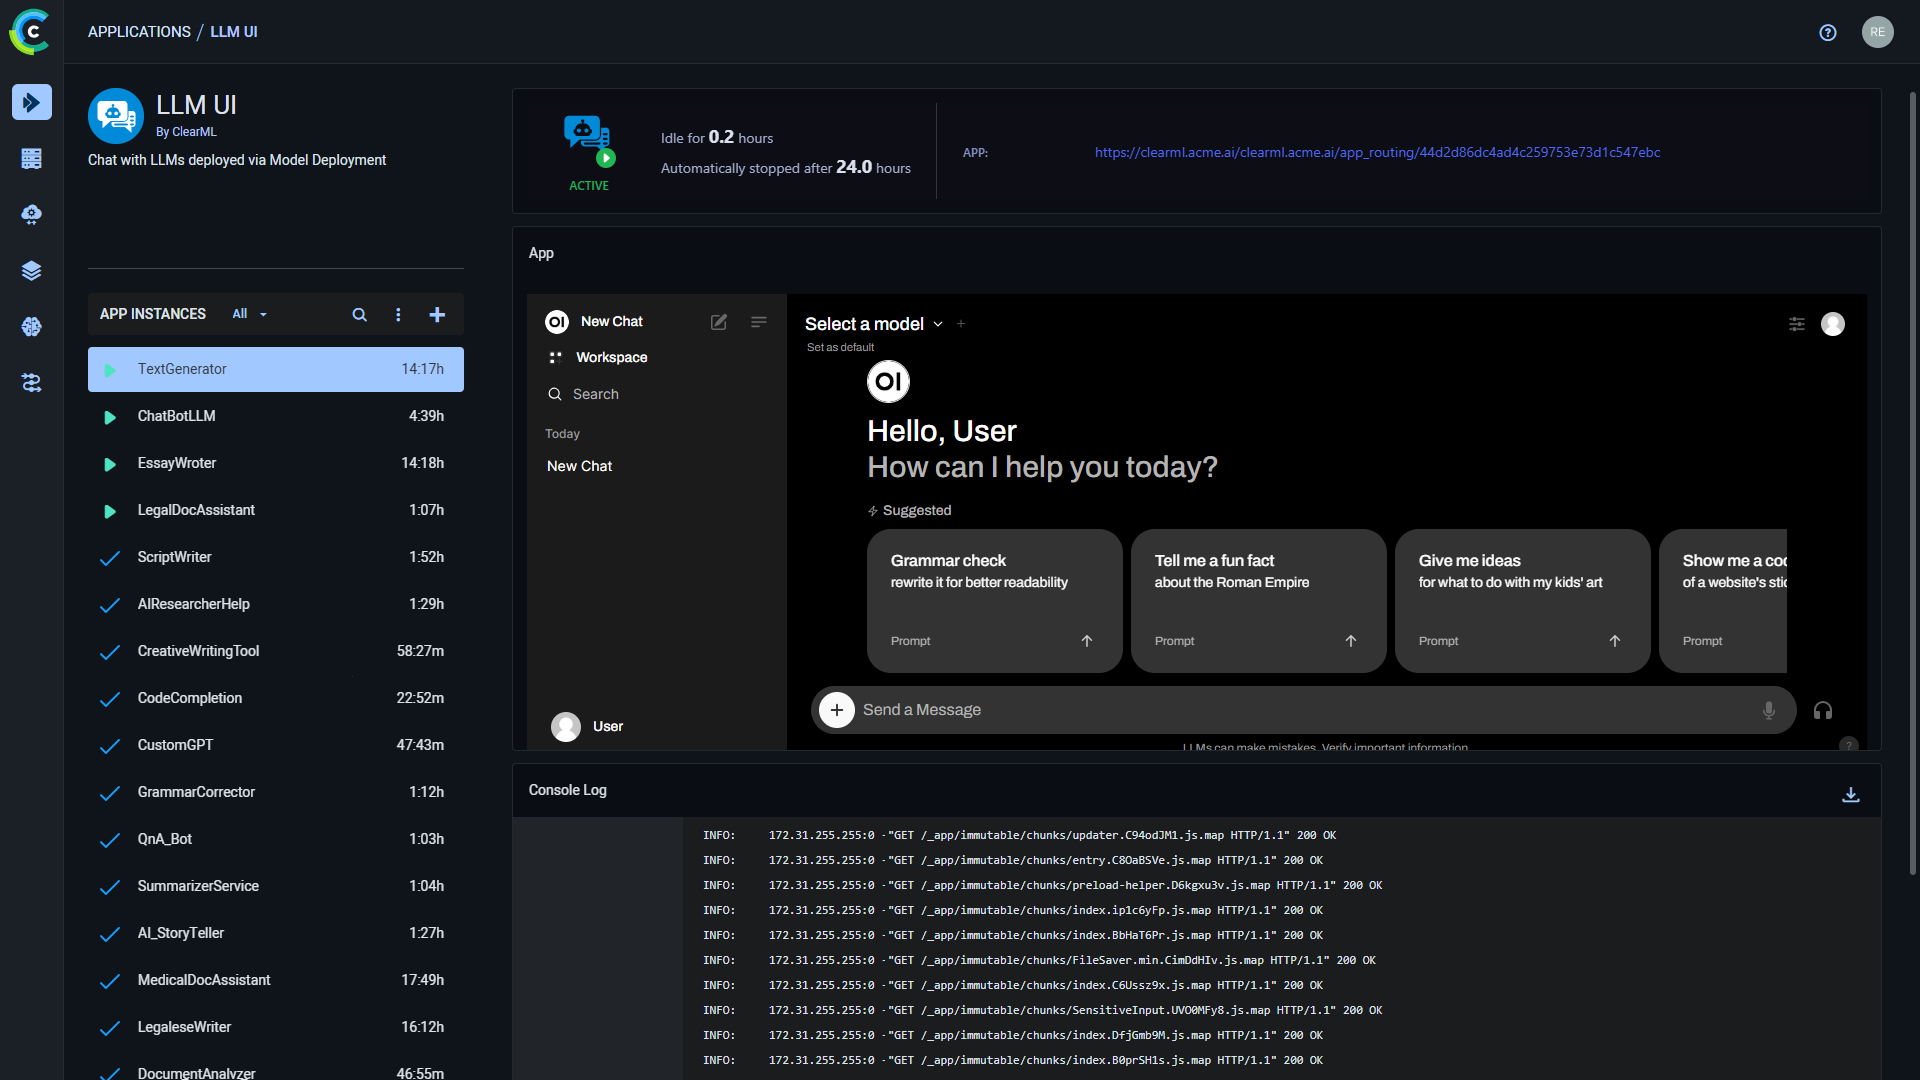 C
APPLICATIONS / LLM UI
RE
LLM UI
By ClearML
Chat with LLMs deployed via Model Deployment
APP INSTANCES All
TextGenerator 14:17h
ChatBotLLM 4:39h
EssayWroter 14:18h
LegalDocAssistant 1:07h
ScriptWriter 1:52h
AIResearcherHelp 1:29h
CreativeWritingTool 58:27m
CodeCompletion 22:52m
CustomGPT 47:43m
GrammarCorrector 1:12h
QnA_Bot 1:03h
SummarizerService 1:04h
AI_StoryTeller 1:27h
MedicalDocAssistant 17:49h
LegaleseWriter 16:12h
DocumentAnalyzer 46:55m
ACTIVE
Idle for 0.2 hours
Automatically stopped after 24.0 hours
APP: https://clearml.acme.ai/clearml.acme.ai/app_routing/44d2d86dc4ad4c259753e73d1c547ebc
App
OI New Chat
Workspace
Search
Today
New Chat
User
Select a model
Set as default
OI
Hello, User
How can I help you today?
Suggested
Grammar check
rewrite it for better readability
Prompt
Tell me a fun fact
about the Roman Empire
Prompt
Give me ideas
for what to do with my kids' art
Prompt
Show me a coc
of a website's stic
Prompt
Send a Message
LLMs can make mistakes. Verify important information.
?
Console Log
INFO: 172.31.255.255:0 -"GET /_app/immutable/chunks/updater.C94odJM1.js.map HTTP/1.1" 200 OK
INFO: 172.31.255.255:0 -"GET /_app/immutable/chunks/entry.C8OaBSVe.js.map HTTP/1.1" 200 OK
INFO: 172.31.255.255:0 -"GET /_app/immutable/chunks/preload-helper.D6kgxu3v.js.map HTTP/1.1" 200 OK
INFO: 172.31.255.255:0 -"GET /_app/immutable/chunks/index.ip1c6yFp.js.map HTTP/1.1" 200 OK
INFO: 172.31.255.255:0 -"GET /_app/immutable/chunks/index.BbHaT6Pr.js.map HTTP/1.1" 200 OK
INFO: 172.31.255.255:0 -"GET /_app/immutable/chunks/FileSaver.min.CimDdHIv.js.map HTTP/1.1" 200 OK
INFO: 172.31.255.255:0 -"GET /_app/immutable/chunks/index.C6Ussz9x.js.map HTTP/1.1" 200 OK
INFO: 172.31.255.255:0 -"GET /_app/immutable/chunks/SensitiveInput.UVO0MFy8.js.map HTTP/1.1" 200 OK
INFO: 172.31.255.255:0 -"GET /_app/immutable/chunks/index.DfjGmb9M.js.map HTTP/1.1" 200 OK
INFO: 172.31.255.255:0 -"GET /_app/immutable/chunks/index.B0prSH1s.js.map HTTP/1.1" 200 OK